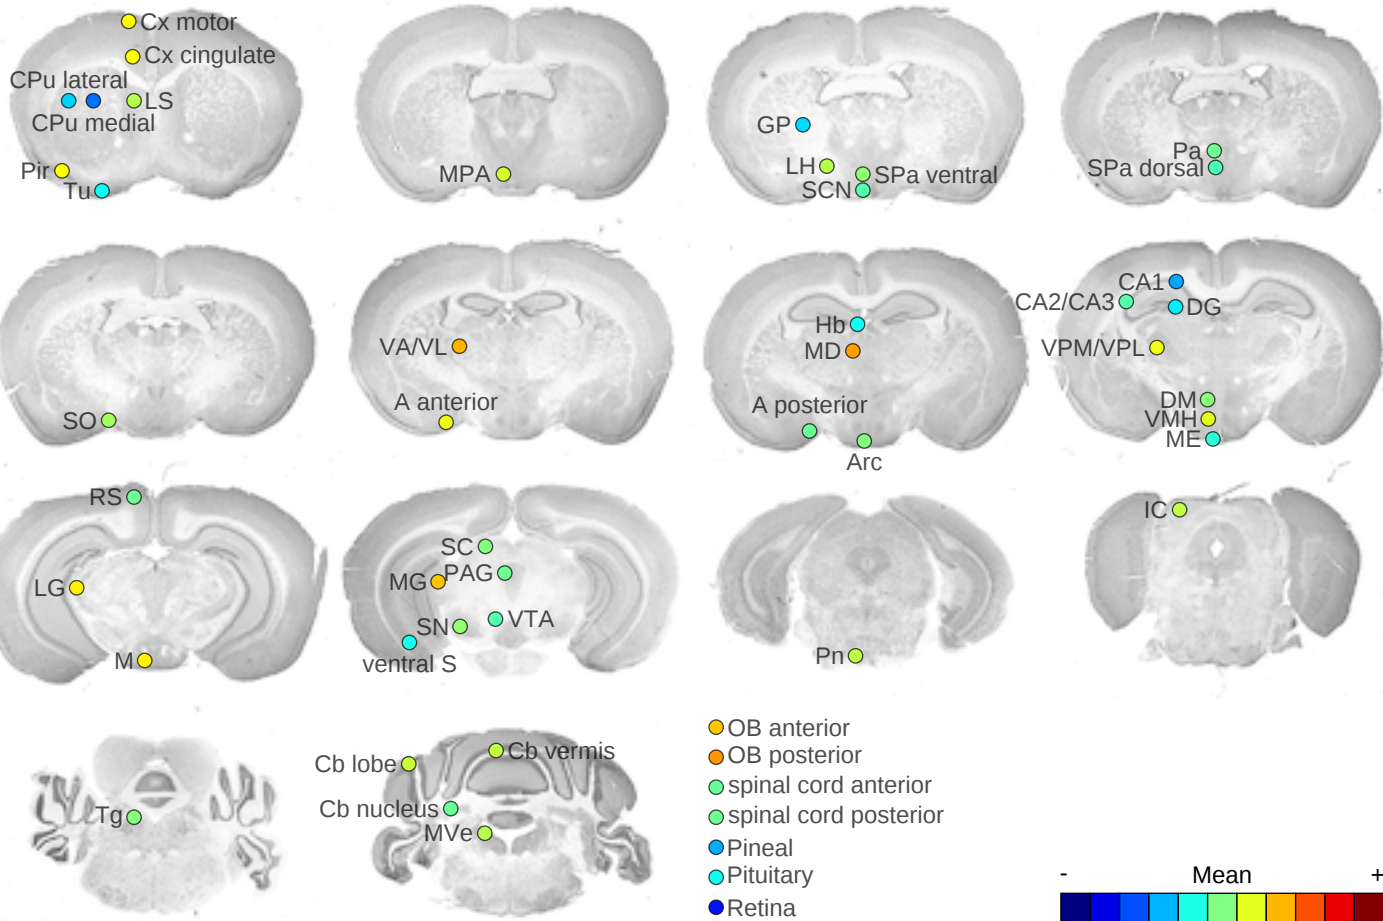 Cx motor
Cx cingulate
CPu lateral
LS
CPu medial
Pir
Tu
MPA
GP
LH
SPa ventral
SCN
Pa
SPa dorsal
SO
VA/VL
A anterior
Hb
MD
A posterior
Arc
CA1
CA2/CA3
DG
VPM/VPL
DM
VMH
ME
RS
LG
M
SC
PAG
MG
VTA
SN
ventral S
Pn
IC
Tg
Cb vermis
Cb lobe
Cb nucleus
MVe
OB anterior
OB posterior
spinal cord anterior
spinal cord posterior
Pineal
Pituitary
Retina
- Mean +